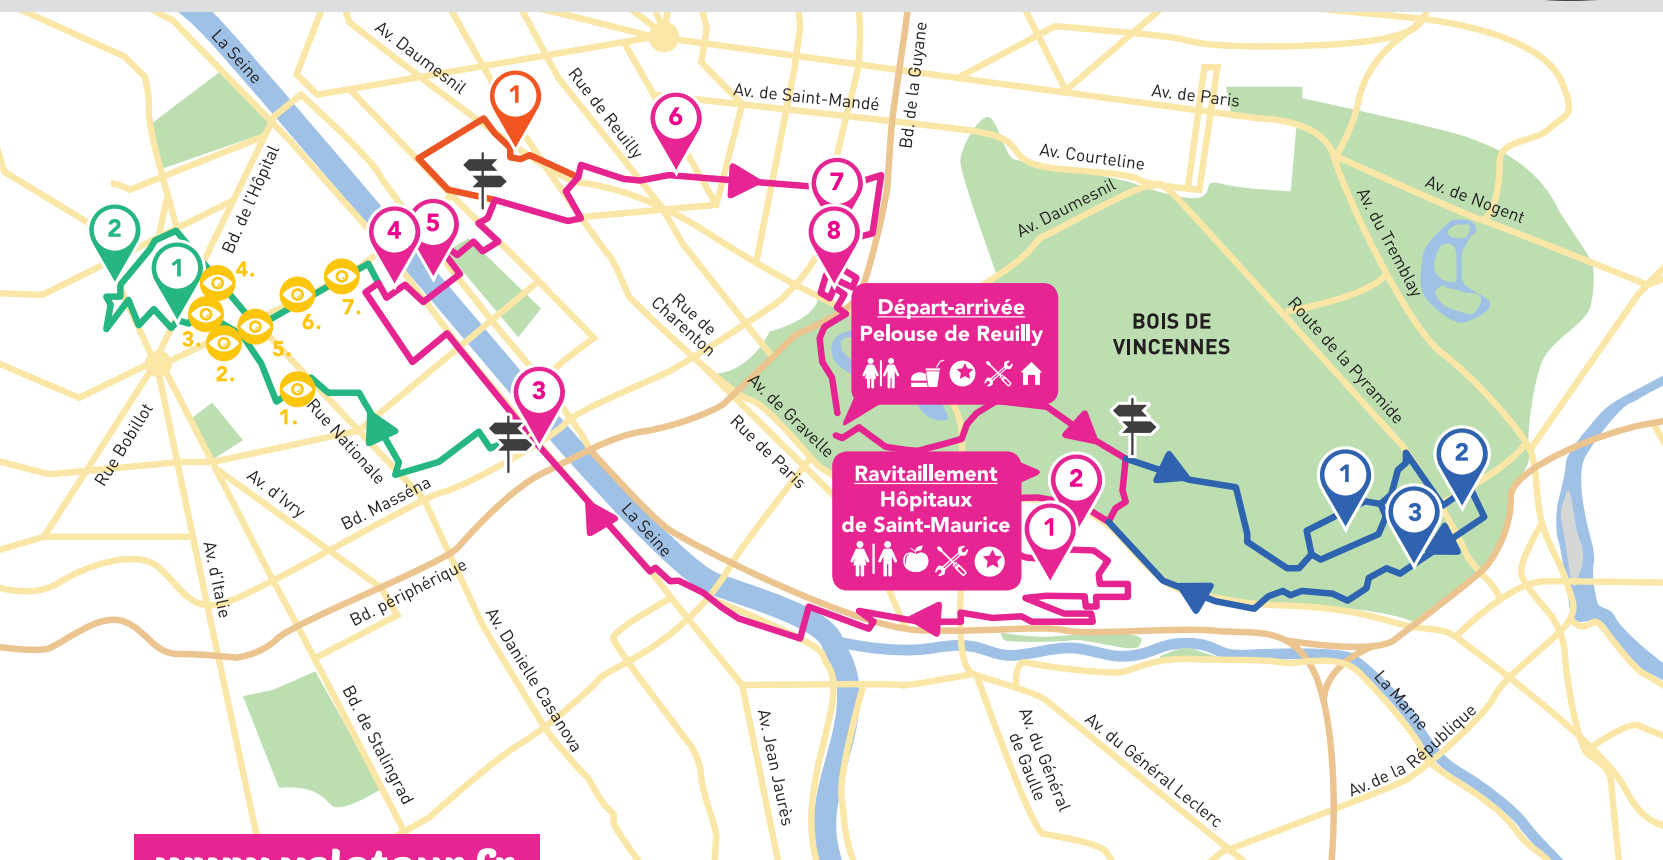 La Seine
Av. Daumesnil
Rue de Reuilly
Av. de Saint-Mandé
Bd. de la Guyane
Av. de Paris
Av. Courteline
Av. Daumesnil
Av. du Tremblay
Av. de Nogent
Bd. de l'Hôpital
1
6
7
8
4
5
2
1
4.
3.
2.
5.
6.
7.
1.
3
Rue de
Charenton
Départ-arrivée
Pelouse de Reuilly
BOIS DE
VINCENNES
Route de la Pyramide
Av. de Gravelle
Rue de Paris
Rue Bobillot
Rue Nationale
Av. d'Ivry
Bd. Masséna
La Seine
Ravitaillement
Hôpitaux
de Saint-Maurice
2
1
1
2
3
Av. d'Italie
Bd. périphérique
Av. Danielle Casanova
Bd. de Stalingrad
Av. Jean Jaurès
Av. du Général
de Gaulle
Av. du Général Leclerc
La Marne
Av. de la République
www.velotour.fr